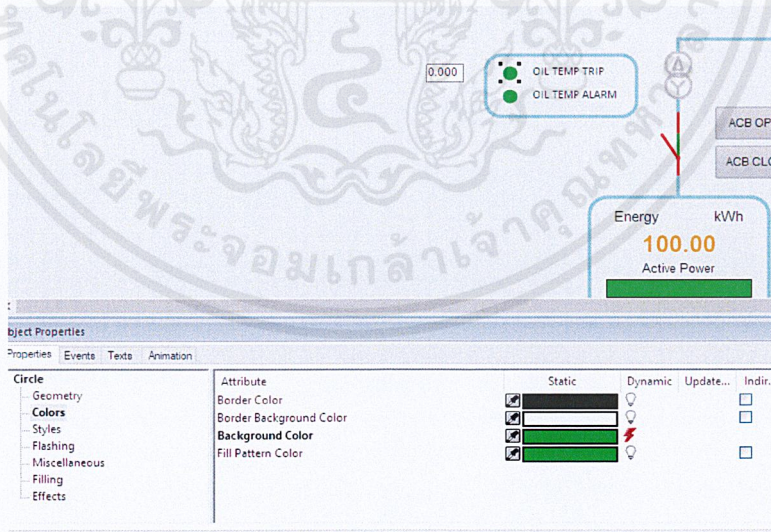 0.000
OIL TEMP TRIP
OIL TEMP ALARM
ACB OP
ACB CLO
Energy kWh
100.00
Active Power
bject Properties
Properties Events Texts Animation
Circle
Geometry
Colors
Styles
Flashing
Miscellaneous
Filling
Effects
Attribute Static Dynamic Update... Indir.
Border Color
Border Background Color
Background Color
Fill Pattern Color